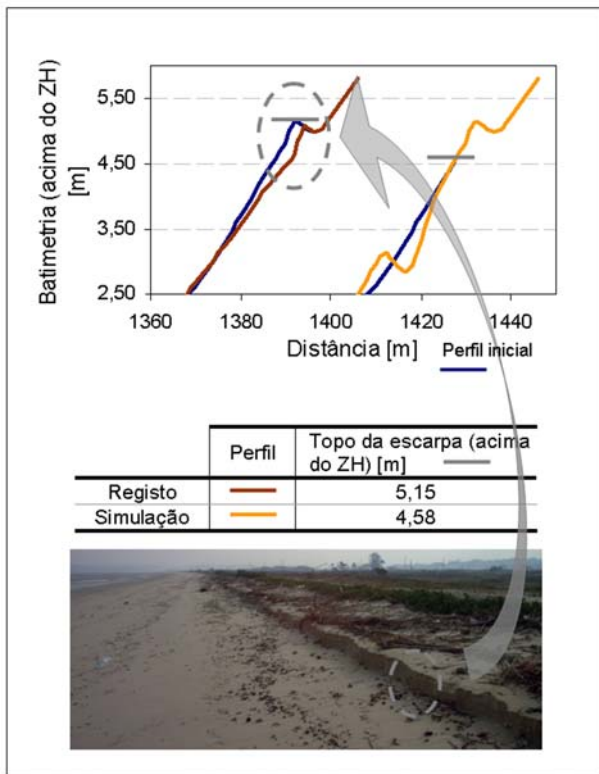 Batimetria (acima do ZH)
[m]
5,50
4,50
3,50
2,50
1360
1380
1400
1420
1440
Distância [m]
Perfil inicial
Perfil
Topo da escarpa (acima
do ZH) [m]
Registo
5,15
Simulação
4,58